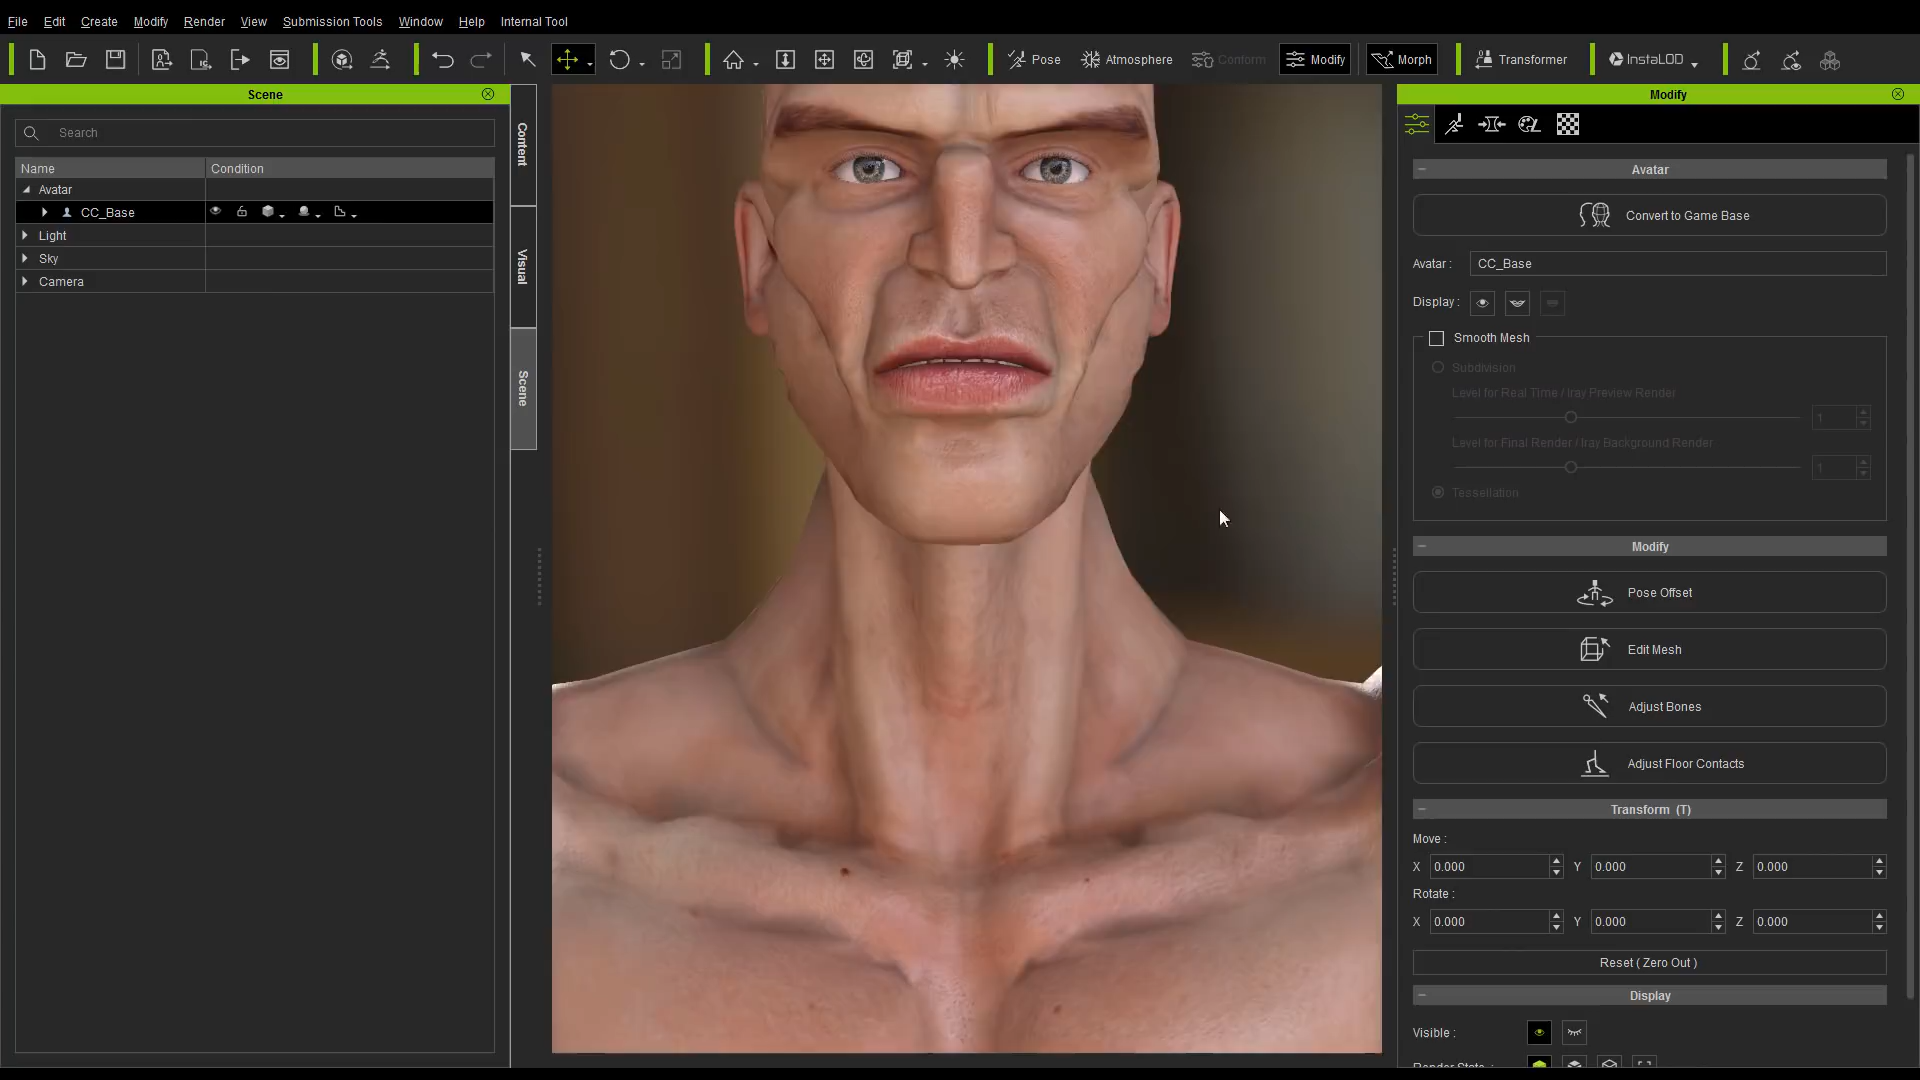 File Edit Create Modify Render View Submission Tools Window Help Internal Tool
Pose Atmosphere Conform Modify Morph Transformer InstaLOD
Scene
Search
Name Condition
Avatar
CC_Base
Light
Sky
Camera
Content
Visual
Scene
Modify
Avatar
Convert to Game Base
Avatar : CC_Base
Display :
Smooth Mesh
Subdivision
Level for Real Time / Iray Preview Render
1
Level for Final Render / Iray Background Render
1
Tessellation
Modify
Pose Offset
Edit Mesh
Adjust Bones
Adjust Floor Contacts
Transform (T)
Move :
X 0.000 Y 0.000 Z 0.000
Rotate :
X 0.000 Y 0.000 Z 0.000
Reset ( Zero Out )
Display
Visible :
Render State :